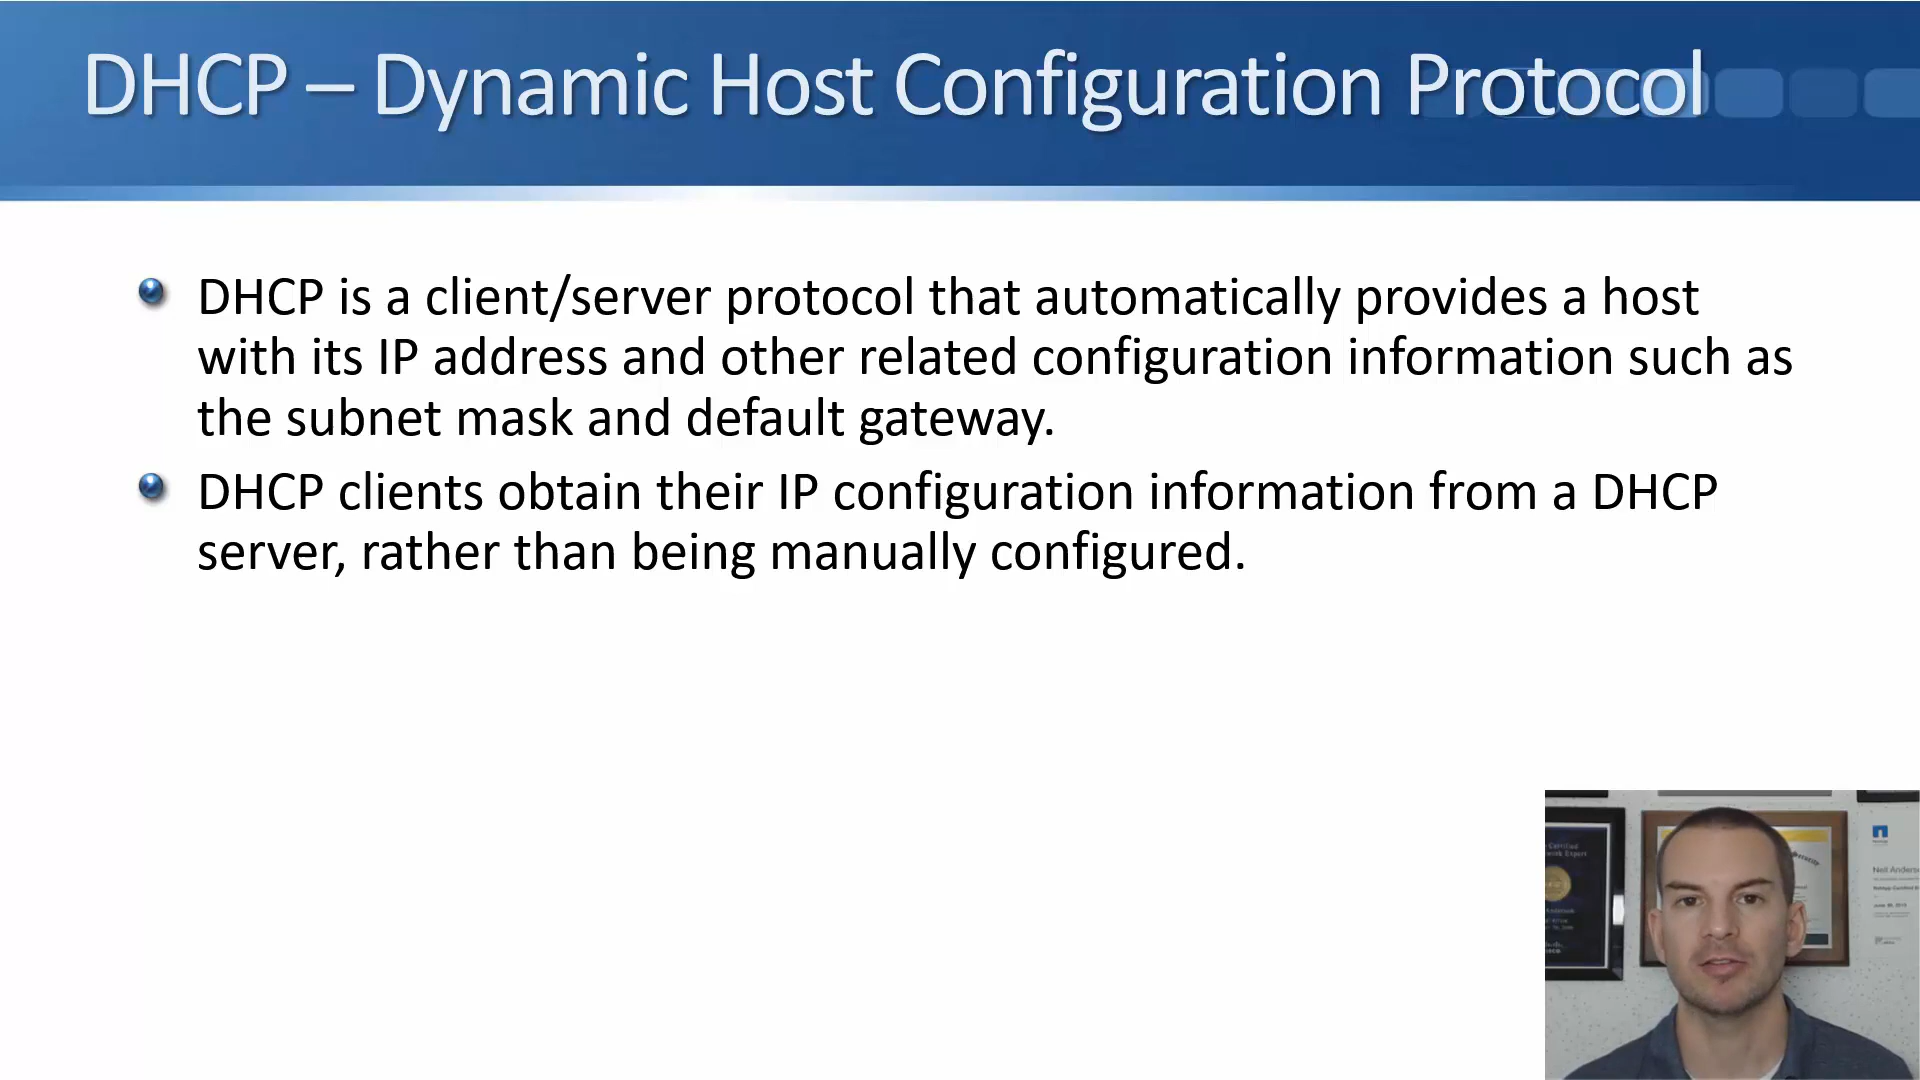 DHCP – Dynamic Host Configuration Protocol
DHCP is a client/server protocol that automatically provides a host
with its IP address and other related configuration information such as
the subnet mask and default gateway.
DHCP clients obtain their IP configuration information from a DHCP
server, rather than being manually configured.